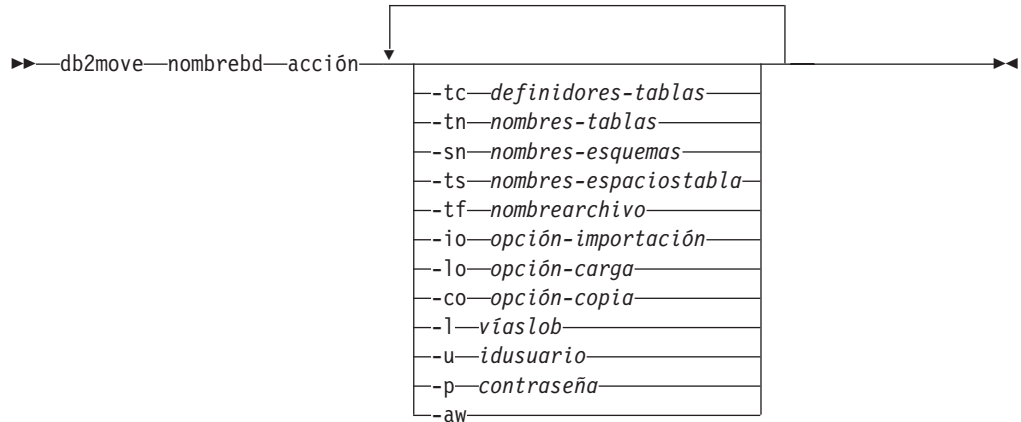 db2move nombrebd acción
-tc definidores-tablas
-tn nombres-tablas
-sn nombres-esquemas
-ts nombres-espaciostabla
-tf nombrearchivo
-io opción-importación
-lo opción-carga
-co opción-copia
-l víaslob
-u idusuario
-p contraseña
-aw